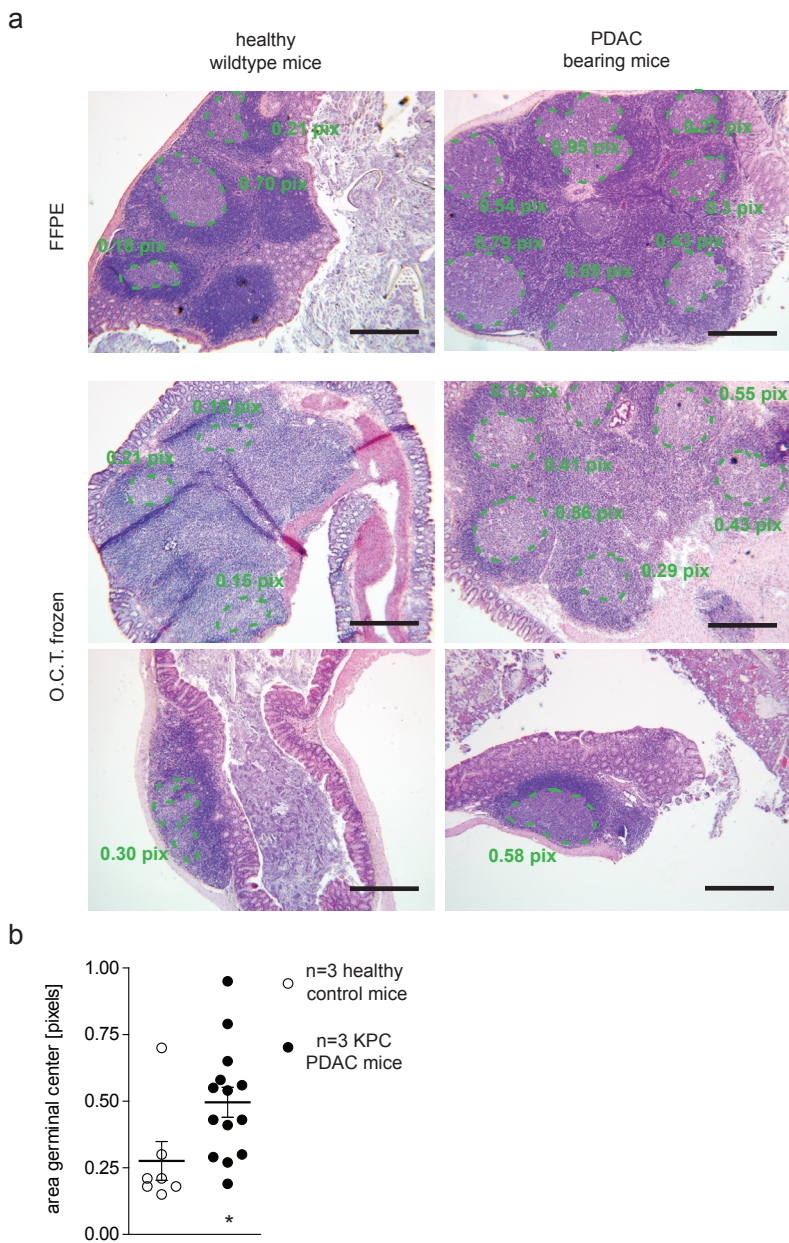 a
healthy
wildtype mice
PDAC
bearing mice
FFPE
0.21 pix
0.70 pix
0.18 pix
0.95 pix
0.27 pix
0.54 pix
0.3 pix
0.79 pix
0.43 pix
0.65 pix
O.C.T. frozen
0.18 pix
0.21 pix
0.15 pix
0.19 pix
0.55 pix
0.41 pix
0.56 pix
0.43 pix
0.29 pix
0.30 pix
0.58 pix
b
area germinal center [pixels]
1.00
0.75
0.50
0.25
0.00
*
n=3 healthy
control mice
n=3 KPC
PDAC mice